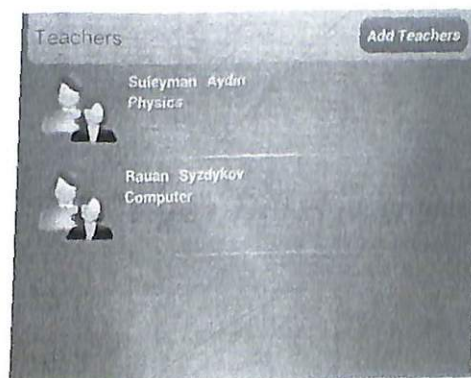 Teachers
Add Teachers
Suleyman Aydin
Physics
Rauan Syzdykov
Computer